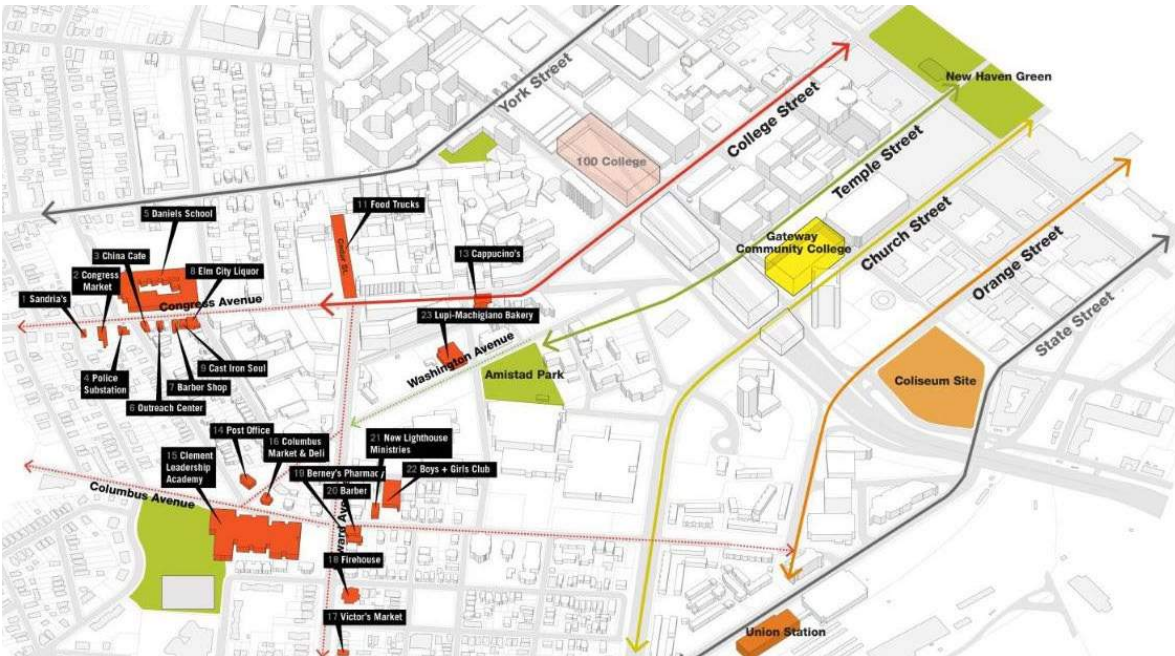 York Street
College Street
New Haven Green
Temple Street
100 College
Church Street
Gateway
Community College
Orange Street
State Street
5 Daniels School
11 Food Trucks
3 China Cafe
8 Elm City Liquor
2 Congress
Market
1 Sandria's
Congress Avenue
Cedar St.
13 Cappucino's
23 Lupi-Machigiano Bakery
Washington Avenue
Amistad Park
Coliseum Site
9 Cast Iron Soul
4 Police
Substation
7 Barber Shop
6 Outreach Center
14 Post Office
16 Columbus
Market & Deli
21 New Lighthouse
Ministries
15 Clement
Leadership
Academy
19 Berney's Pharmacy
22 Boys + Girls Club
20 Barber
Columbus Avenue
18 Firehouse
17 Victor's Market
Union Station